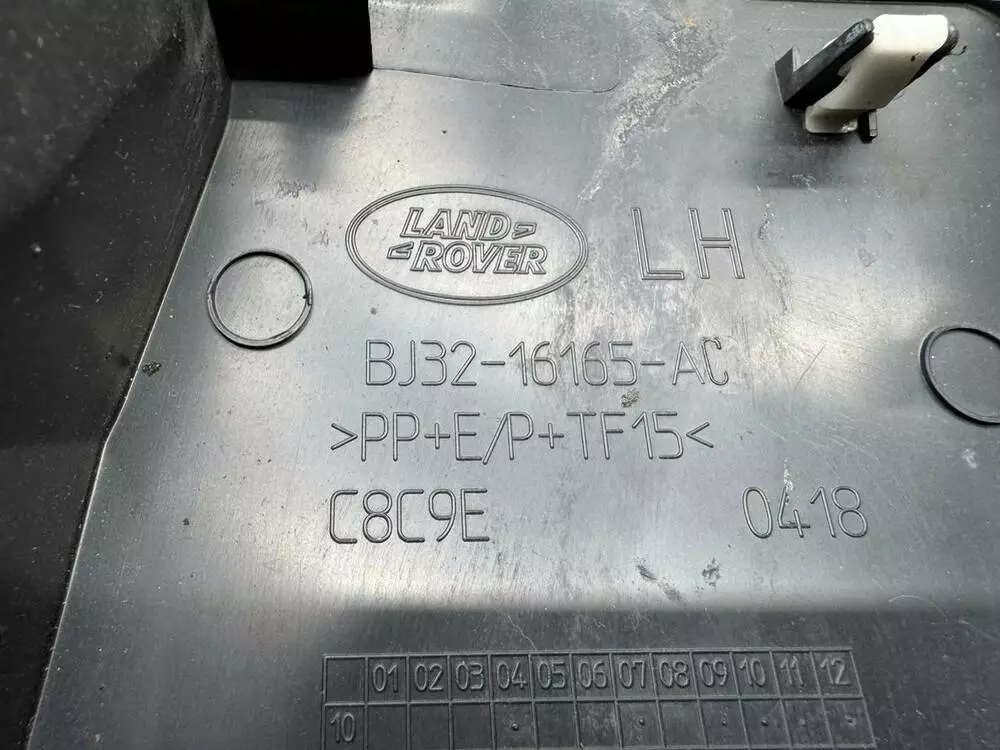 LAND
ROVER
LH
BJ32-16165-AC
>PP+E/P+TF15<
C8C9E 0418
01 02 03 04 05 06 07 08 09 10 11 12
10